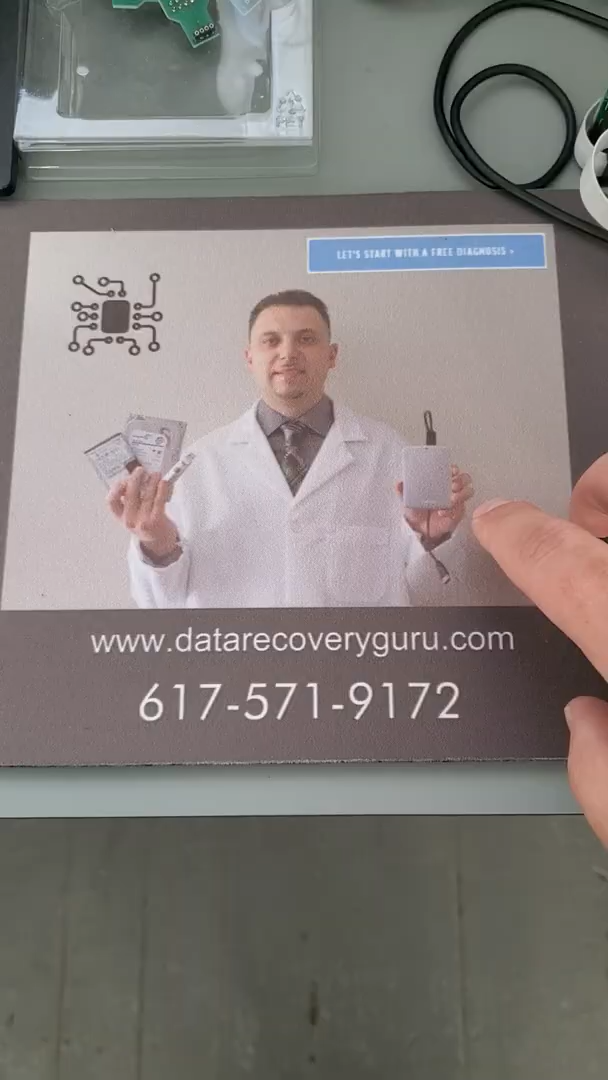 LET'S START WITH A FREE DIAGNOSIS »
www.datarecoveryguru.com
617-571-9172